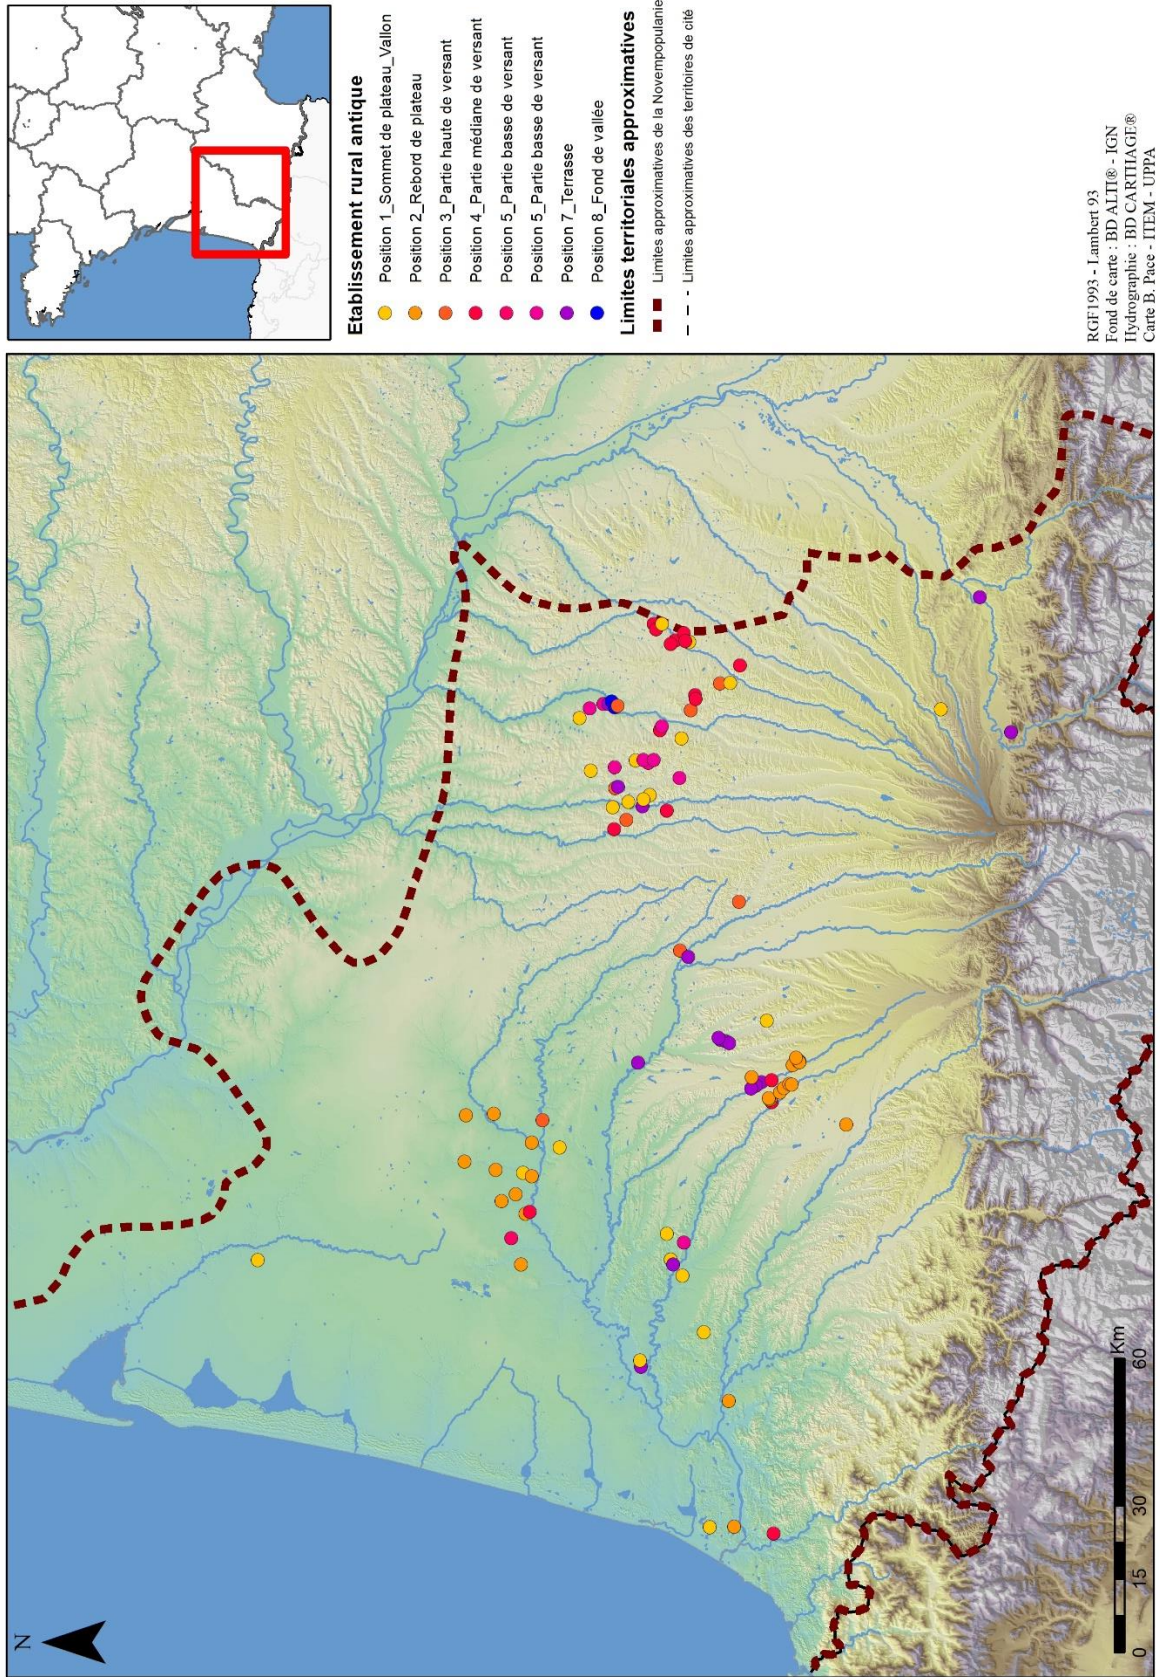 N
0
15
30
60
Km
Etablissement rural antique
Position 1_Sommet de plateau_Vallon
Position 2_Rebord de plateau
Position 3_Partie haute de versant
Position 4_Partie médiane de versant
Position 5_Partie basse de versant
Position 5_Partie basse de versant
Position 7_Terrasse
Position 8_Fond de vallée
Limites territoriales approximatives
Limites approximatives de la Novempopulanie
Limites approximatives des territoires de cité
RGF1993 - Lambert 93
Fond de carte : BD ALTI® - IGN
Hydrographie : BD CARTHAGE®
Carte B. Pace - ITEM - UPPA